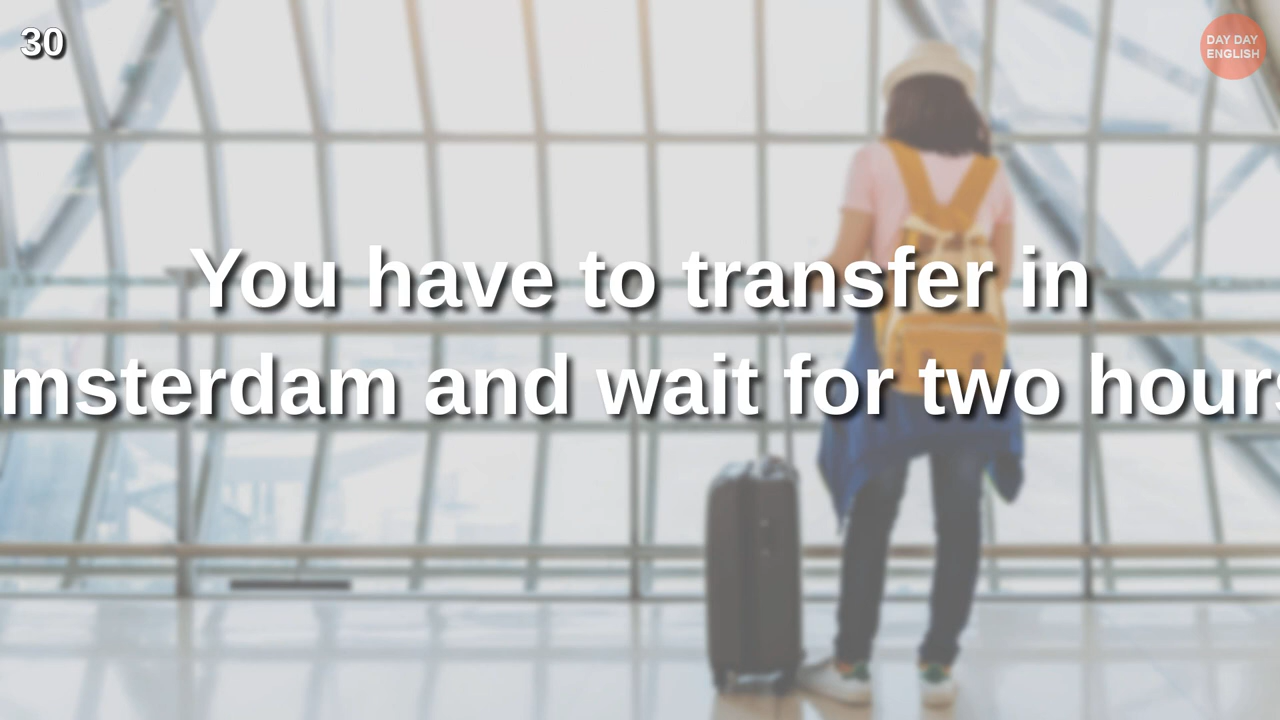 30
DAY DAY
ENGLISH
You have to transfer in
msterdam and wait for two hours